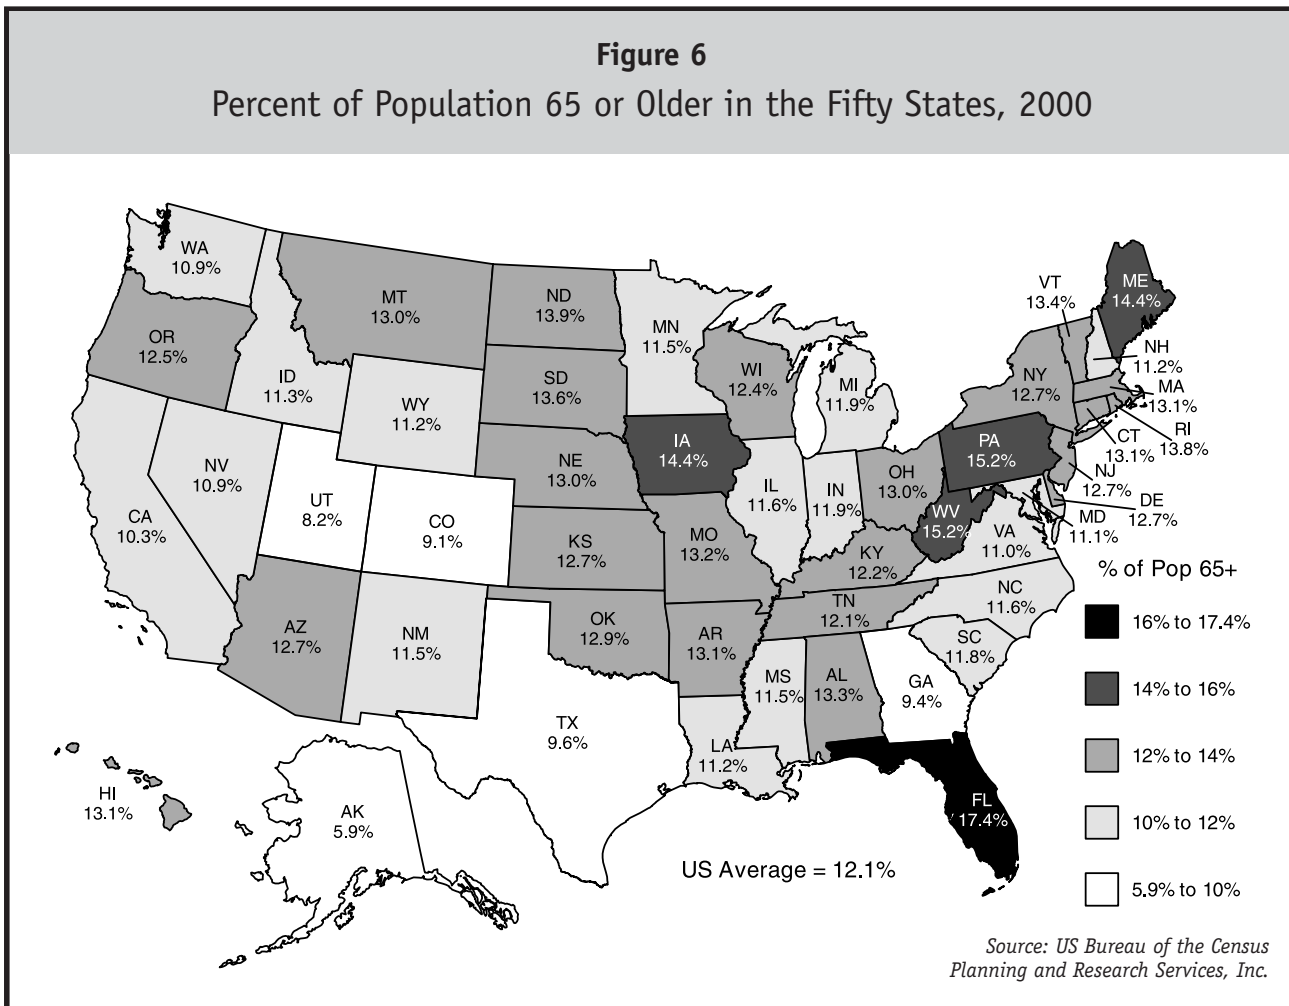 Figure 6
Percent of Population 65 or Older in the Fifty States, 2000
WA
10.9%
OR
12.5%
MT
13.0%
ID
11.3%
WY
11.2%
ND
13.9%
SD
13.6%
NE
13.0%
KS
12.7%
MN
11.5%
WI
12.4%
MI
11.9%
IA
14.4%
NV
10.9%
CA
10.3%
UT
8.2%
CO
9.1%
AZ
12.7%
NM
11.5%
OK
12.9%
TX
9.6%
MO
13.2%
AR
13.1%
LA
11.2%
MS
11.5%
AL
13.3%
GA
9.4%
FL
17.4%
SC
11.8%
NC
11.6%
TN
12.1%
KY
12.2%
IL
11.6%
IN
11.9%
OH
13.0%
WV
15.2%
VA
11.0%
PA
15.2%
NY
12.7%
VT
13.4%
ME
14.4%
NH
11.2%
MA
13.1%
RI
13.8%
CT
13.1%
NJ
12.7%
DE
12.7%
MD
11.1%
HI
13.1%
AK
5.9%
US Average = 12.1%
% of Pop 65+
16% to 17.4%
14% to 16%
12% to 14%
10% to 12%
5.9% to 10%
Source: US Bureau of the Census
Planning and Research Services, Inc.